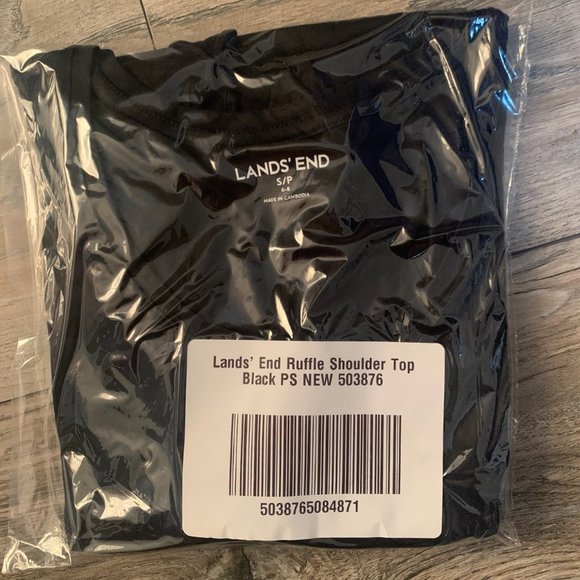 LANDS' END
S/P
6-8
MADE IN CAMBODIA
Lands' End Ruffle Shoulder Top
Black PS NEW 503876
5038765084871